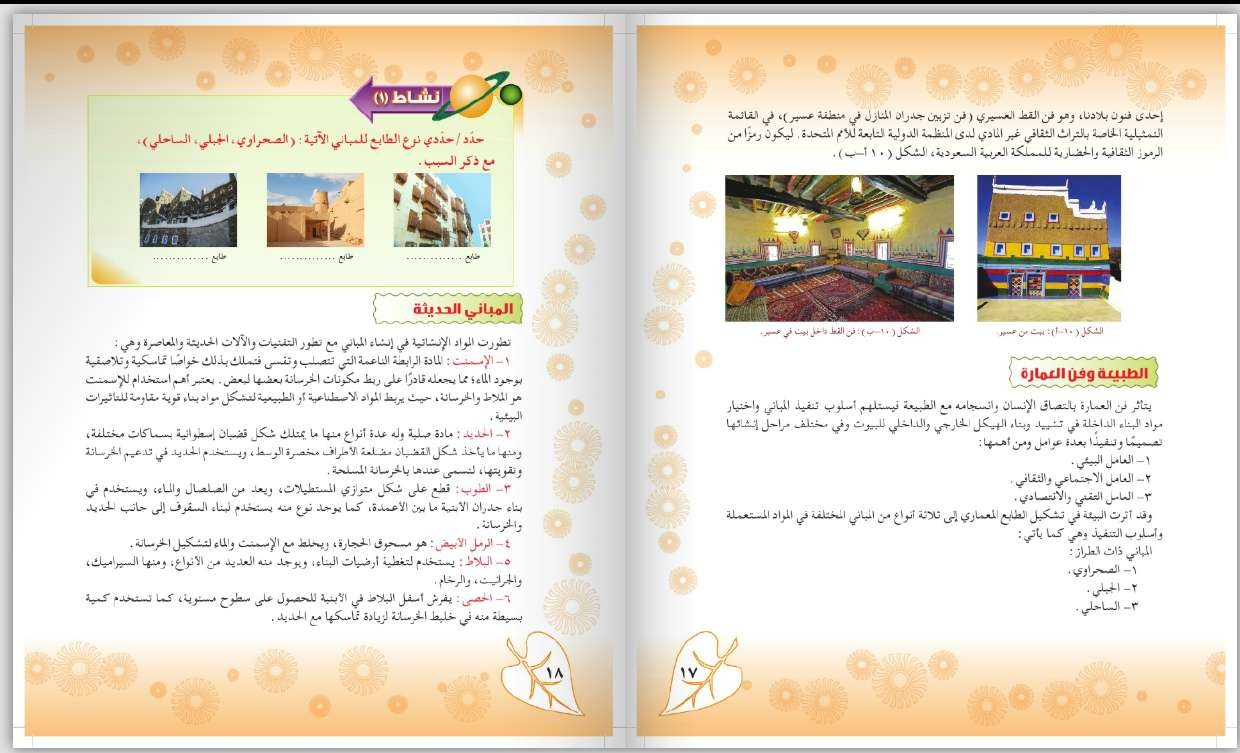 إحدى فنون بلادنا، وهو فن القط العسيري (فن تزيين جدران المنازل في منطقة عسير)، في القائمة
التمثيلية الخاصة بالتراث الثقافي غير المادي لدى المنظمة الدولية التابعة للأمم المتحدة. ليكون رمزًا من
الرموز الثقافية والحضارية للمملكة العربية السعودية، الشكل (١٠ أ-ب).
الشكل (١٠-أ): بيت من عسير.
الشكل (١٠-ب): فن القط داخل بيت في عسير.
الطبيعة وفن العمارة
يتأثر فن العمارة بالتصاق الإنسان وانسجامه مع الطبيعة فيستلهم أسلوب تنفيذ المباني واختيار
مواد البناء الداخلة في تشييد وبناء الهيكل الخارجي والداخلي للبيوت وفي مختلف مراحل إنشائها
تصميمًا وتنفيذًا بعدة عوامل ومن أهمها:
١- العامل البيئي.
٢- العامل الاجتماعي والثقافي.
٣- العامل التقني والاقتصادي.
وقد أثرت البيئة في تشكيل الطابع المعماري إلى ثلاثة أنواع من المباني المختلفة في المواد المستعملة
وأسلوب التنفيذ وهي كما يأتي:
المباني ذات الطراز:
١- الصحراوي.
٢- الجبلي.
٣- الساحلي.
١٧
نشاط (١)
حدّد / حدّدي نوع الطابع للمباني الآتية: (الصحراوي، الجبلي، الساحلي)،
مع ذكر السبب.
طابع ..............
طابع ..............
طابع ..............
المباني الحديثة
تطورت المواد الإنشائية في إنشاء المباني مع تطور التقنيات والآلات الحديثة والمعاصرة وهي:
١- الإسمنت: المادة الرابطة الناعمة التي تتصلب وتقسى فتملك بذلك خواصًا تماسكية وتلاصقية
بوجود الماء؛ مما يجعله قادرًا على ربط مكونات الخرسانة بعضها لبعض. يعتبر أهم استخدام للإسمنت
هو الملاط والخرسانة، حيث يربط المواد الاصطناعية أو الطبيعية لتشكل مواد بناء قوية مقاومة للتأثيرات
البيئية.
٢- الحديد: مادة صلبة وله عدة أنواع منها ما يمتلك شكل قضبان إسطوانية بسماكات مختلفة،
ومنها ما يأخذ شكل القضبان مضلعة الأطراف مخصرة الوسط، ويستخدم الحديد في تدعيم الخرسانة
وتقويتها، لتسمى عندها بالخرسانة المسلحة.
٣- الطوب: قطع على شكل متوازي المستطيلات، ويعد من الصلصال والماء، ويستخدم في
بناء جدران الأبنية ما بين الأعمدة، كما يوجد نوع منه يستخدم لبناء السقوف إلى جانب الحديد
والخرسانة.
٤- الرمل الأبيض: هو مسحوق الحجارة، ويخلط مع الإسمنت والماء لتشكيل الخرسانة.
٥- البلاط: يستخدم لتغطية أرضيات البناء، ويوجد منه العديد من الأنواع، ومنها السيراميك،
والجرانيت، والرخام.
٦- الحصى: يفرش أسفل البلاط في الأبنية للحصول على سطوح مستوية، كما تستخدم كمية
بسيطة منه في خليط الخرسانة لزيادة تماسكها مع الحديد.
١٨